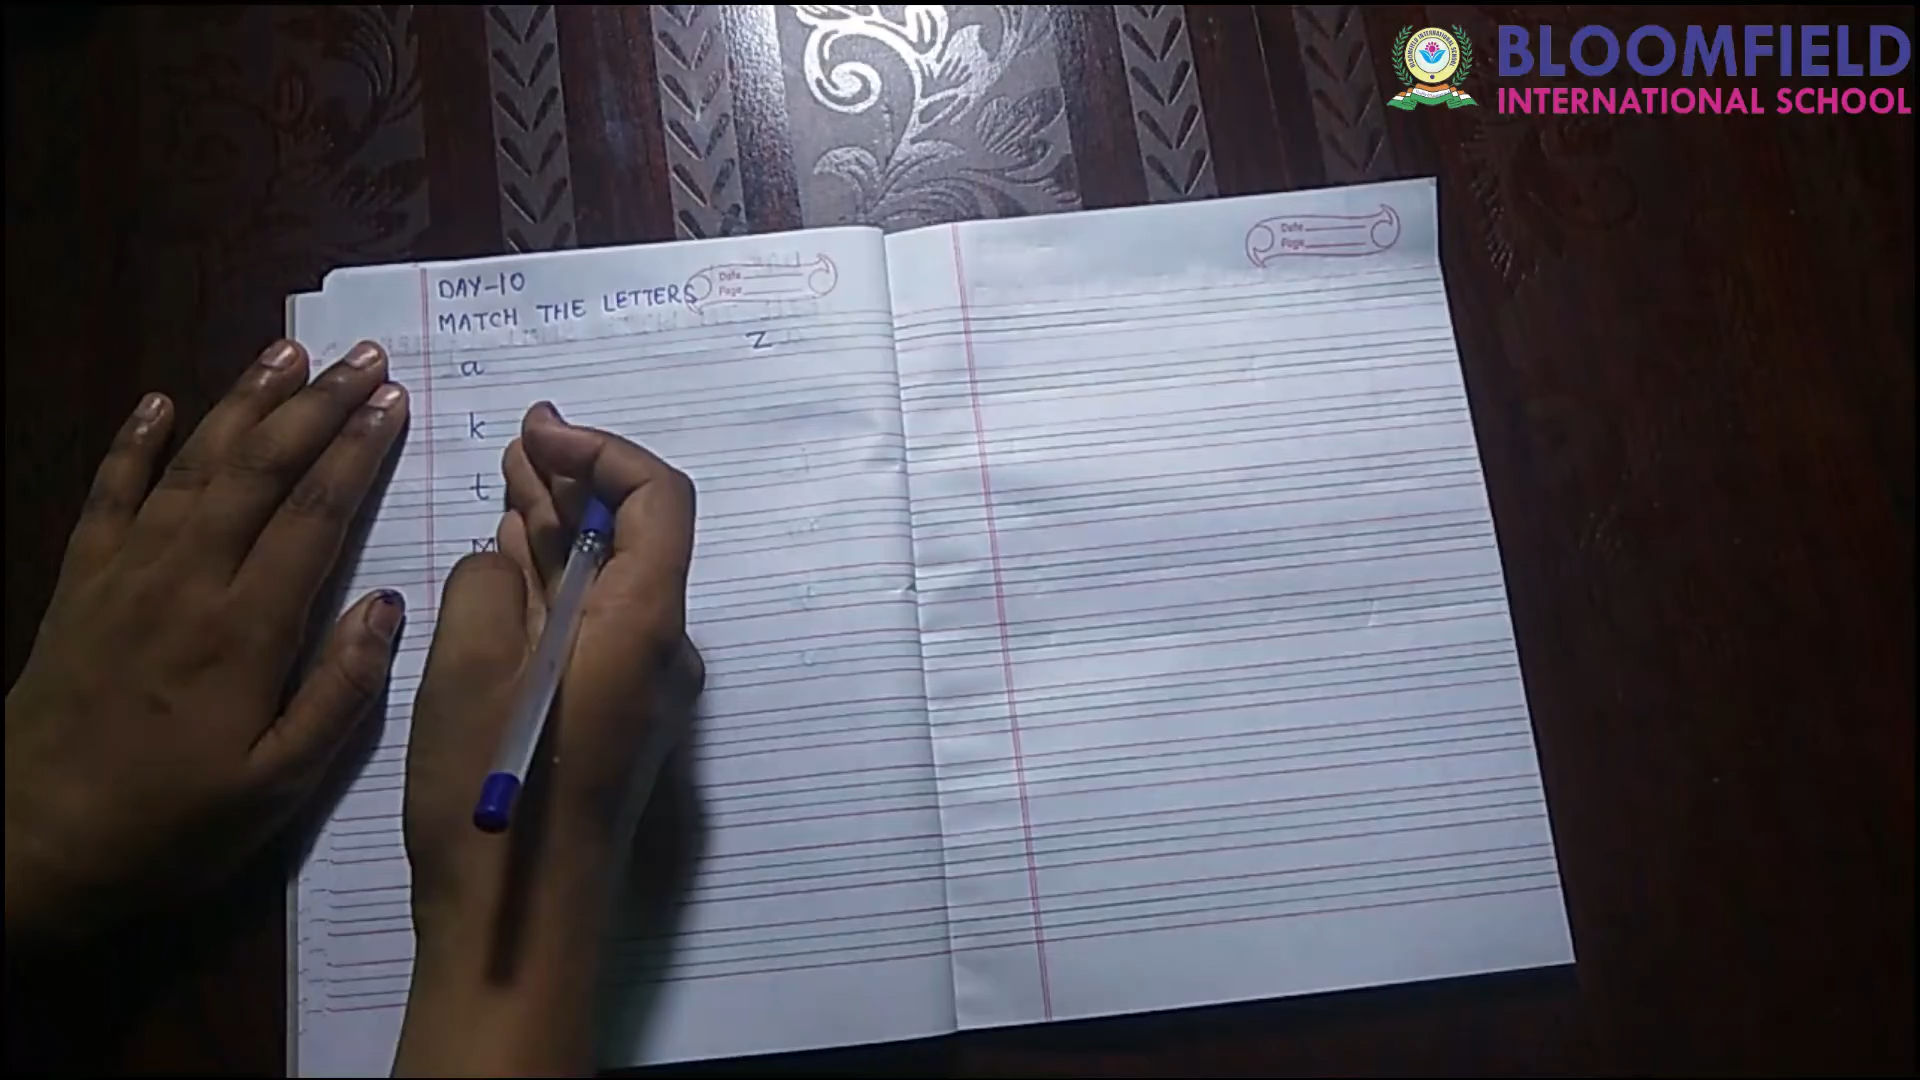 BLOOMFIELD
INTERNATIONAL SCHOOL
DAY-10
MATCH THE LETTERS
Date
Page
Date
Page
a
z
k
t
M